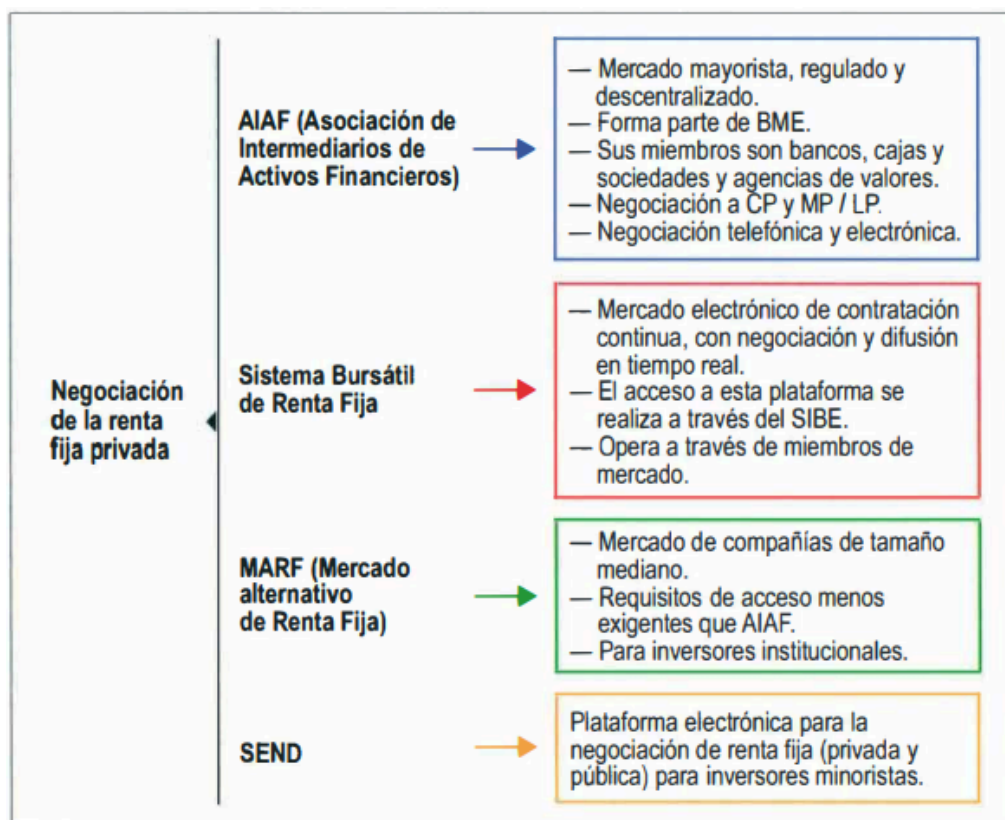 Negociación
de la renta
fija privada
AIAF (Asociación de
Intermediarios de
Activos Financieros)
— Mercado mayorista, regulado y
descentralizado.
— Forma parte de BME.
— Sus miembros son bancos, cajas y
sociedades y agencias de valores.
— Negociación a CP y MP / LP.
— Negociación telefónica y electrónica.
Sistema Bursátil
de Renta Fija
— Mercado electrónico de contratación
continua, con negociación y difusión
en tiempo real.
— El acceso a esta plataforma se
realiza a través del SIBE.
— Opera a través de miembros de
mercado.
MARF (Mercado
alternativo
de Renta Fija)
— Mercado de compañías de tamaño
mediano.
— Requisitos de acceso menos
exigentes que AIAF.
— Para inversores institucionales.
SEND
Plataforma electrónica para la
negociación de renta fija (privada y
pública) para inversores minoristas.